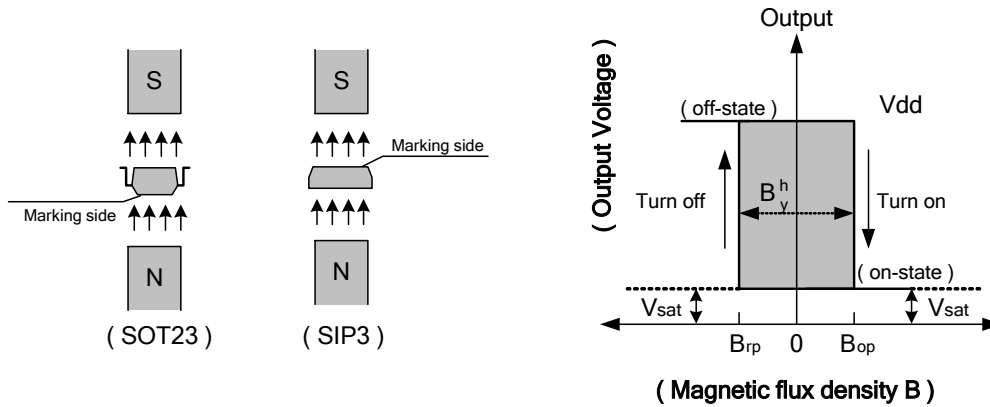 S
Marking side
N
( SOT23 )
S
Marking side
N
( SIP3 )
Output
( Output Voltage )
( off-state )
Vdd
Turn off
Bhy
Turn on
( on-state )
Vsat
Vsat
Brp
0
Bop
( Magnetic flux density B )